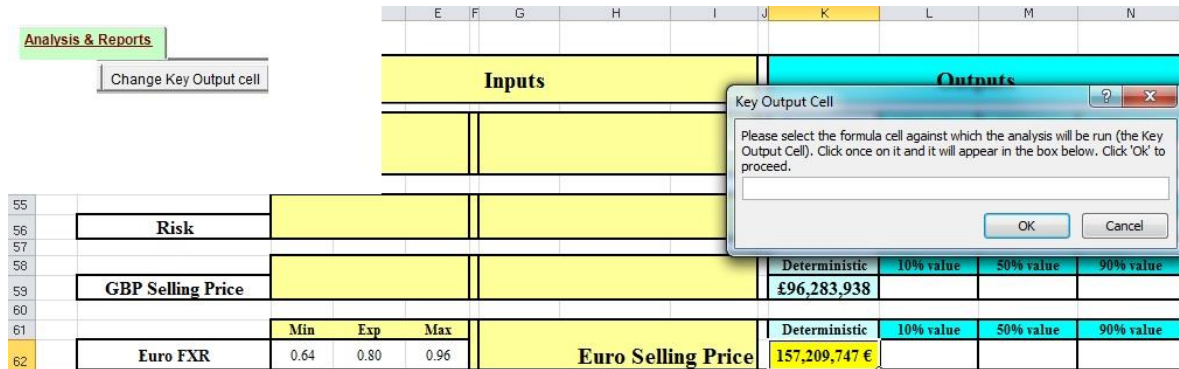 E F G H I J K L M N
Analysis & Reports
Change Key Output cell
Inputs
Outputs
Key Output Cell
?
X
Please select the formula cell against which the analysis will be run (the Key
Output Cell). Click once on it and it will appear in the box below. Click 'Ok' to
proceed.
OK Cancel
55
56 Risk
57
58 Deterministic 10% value 50% value 90% value
59 GBP Selling Price £96,283,938
60
61 Min Exp Max Deterministic 10% value 50% value 90% value
62 Euro FXR 0.64 0.80 0.96 Euro Selling Price 157,209,747 €